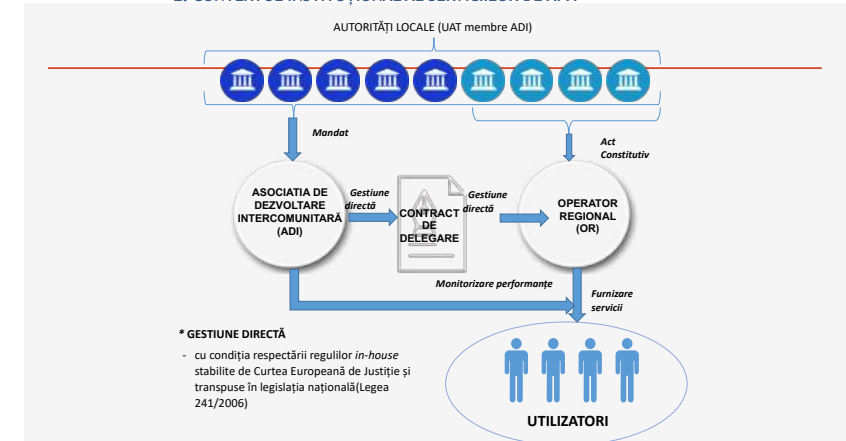 AUTORITĂȚI LOCALE (UAT membre ADI)
Mandat
Act
Constitutiv
ASOCIATIA DE
DEZVOLTARE
INTERCOMUNITARĂ
(ADI)
Gestiune
directă
CONTRACT
DE
DELEGARE
Gestiune
directă
OPERATOR
REGIONAL
(OR)
Monitorizare performanțe
Furnizare
servicii
* GESTIUNE DIRECTĂ
- cu condiția respectării regulilor in-house
stabilite de Curtea Europeană de Justiție și
transpuse în legislația națională(Legea
241/2006)
UTILIZATORI